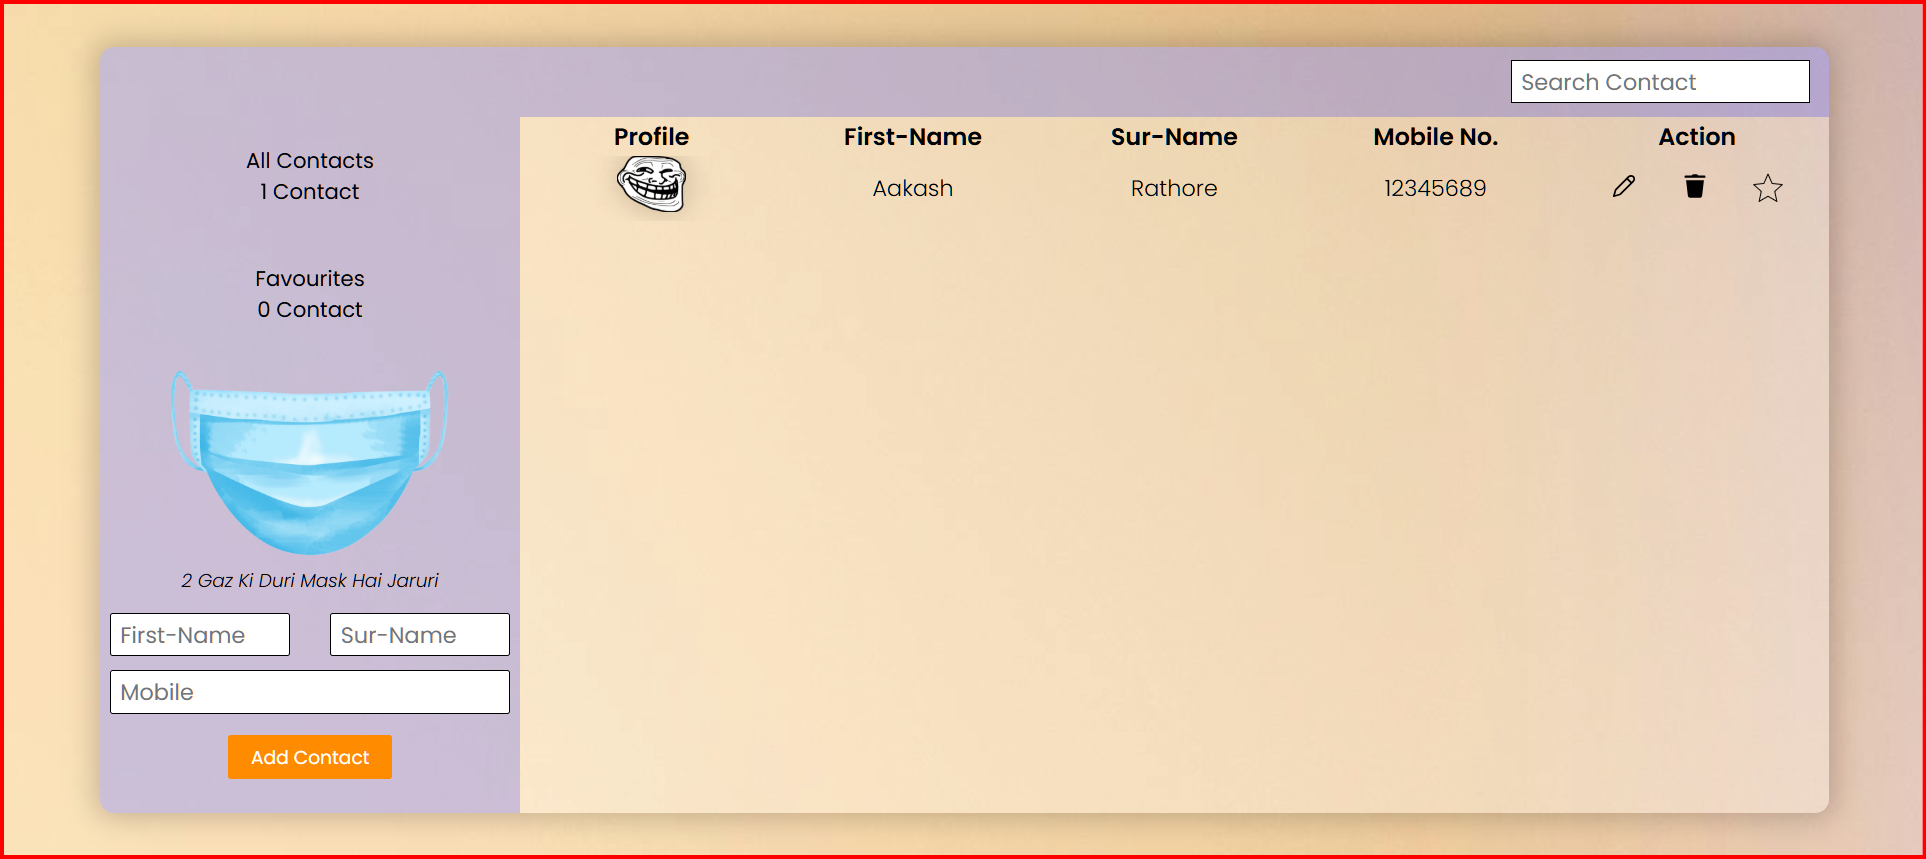 Search Contact
All Contacts
1 Contact
Favourites
0 Contact
2 Gaz Ki Duri Mask Hai Jaruri
First-Name Sur-Name
Mobile
Add Contact
Profile First-Name Sur-Name Mobile No. Action
Aakash Rathore 12345689